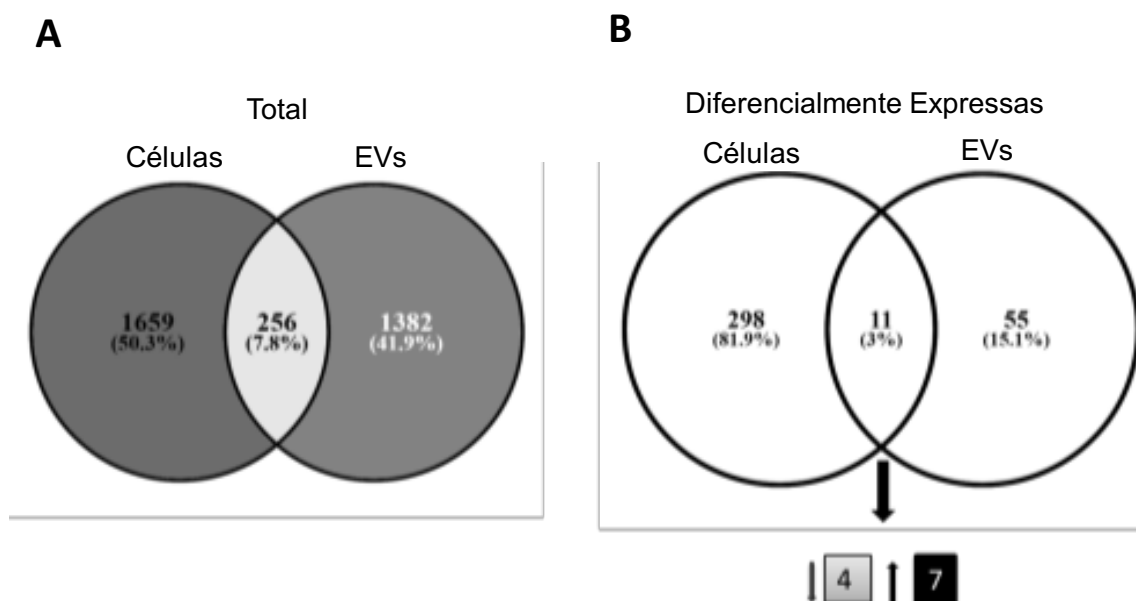 A
Total
Células
EVs
1659
(50.3%)
256
(7.8%)
1382
(41.9%)
B
Diferencialmente Expressas
Células
EVs
298
(81.9%)
11
(3%)
55
(15.1%)
↓ 4 ↑ 7